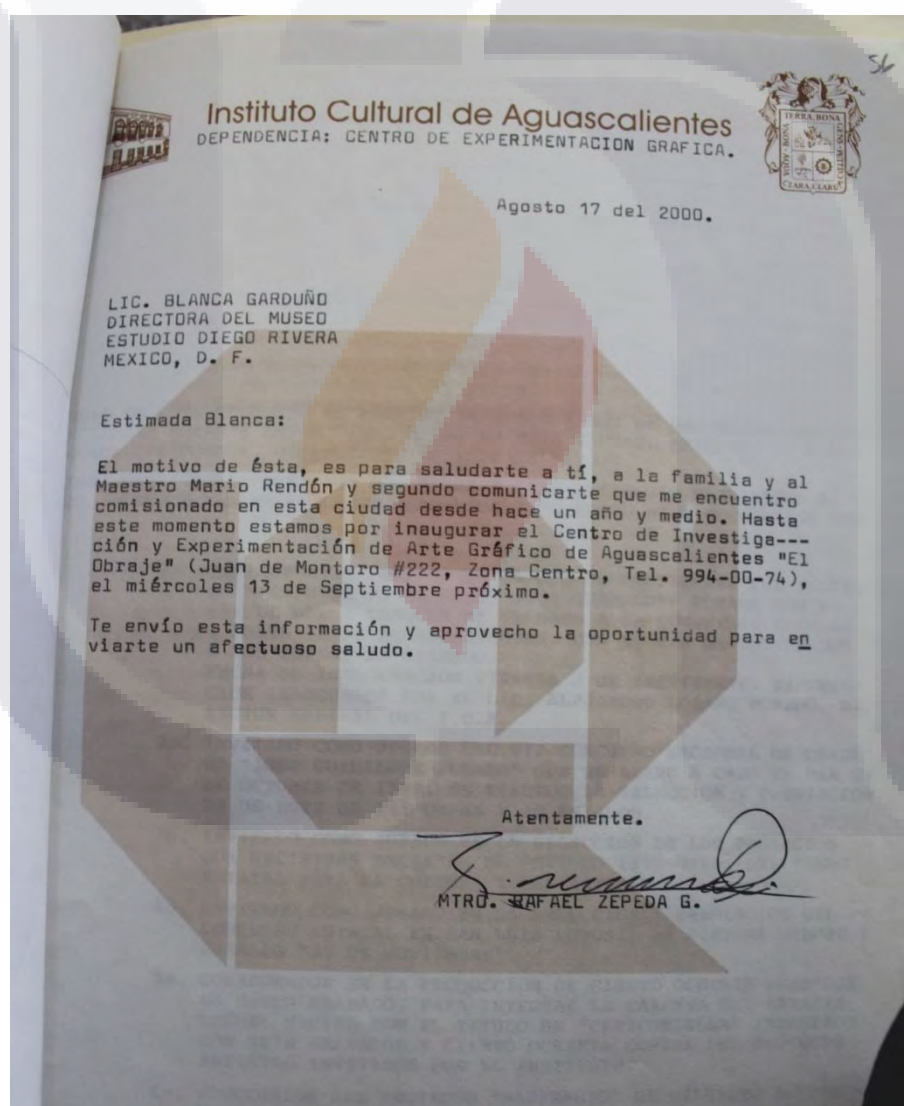 Instituto Cultural de Aguascalientes
DEPENDENCIA: CENTRO DE EXPERIMENTACION GRAFICA.
TERRA BONA
Agosto 17 del 2000.
LIC. BLANCA GARDUÑO
DIRECTORA DEL MUSEO
ESTUDIO DIEGO RIVERA
MEXICO, D. F.
Estimada Blanca:
El motivo de ésta, es para saludarte a tí, a la familia y al
Maestro Mario Rendón y segundo comunicarte que me encuentro
comisionado en esta ciudad desde hace un año y medio. Hasta
este momento estamos por inaugurar el Centro de Investiga---
ción y Experimentación de Arte Gráfico de Aguascalientes "El
Obraje" (Juan de Montoro #222, Zona Centro, Tel. 994-00-74),
el miércoles 13 de Septiembre próximo.
Te envío esta información y aprovecho la oportunidad para en
viarte un afectuoso saludo.
Atentamente.
MTRO. RAFAEL ZEPEDA G.